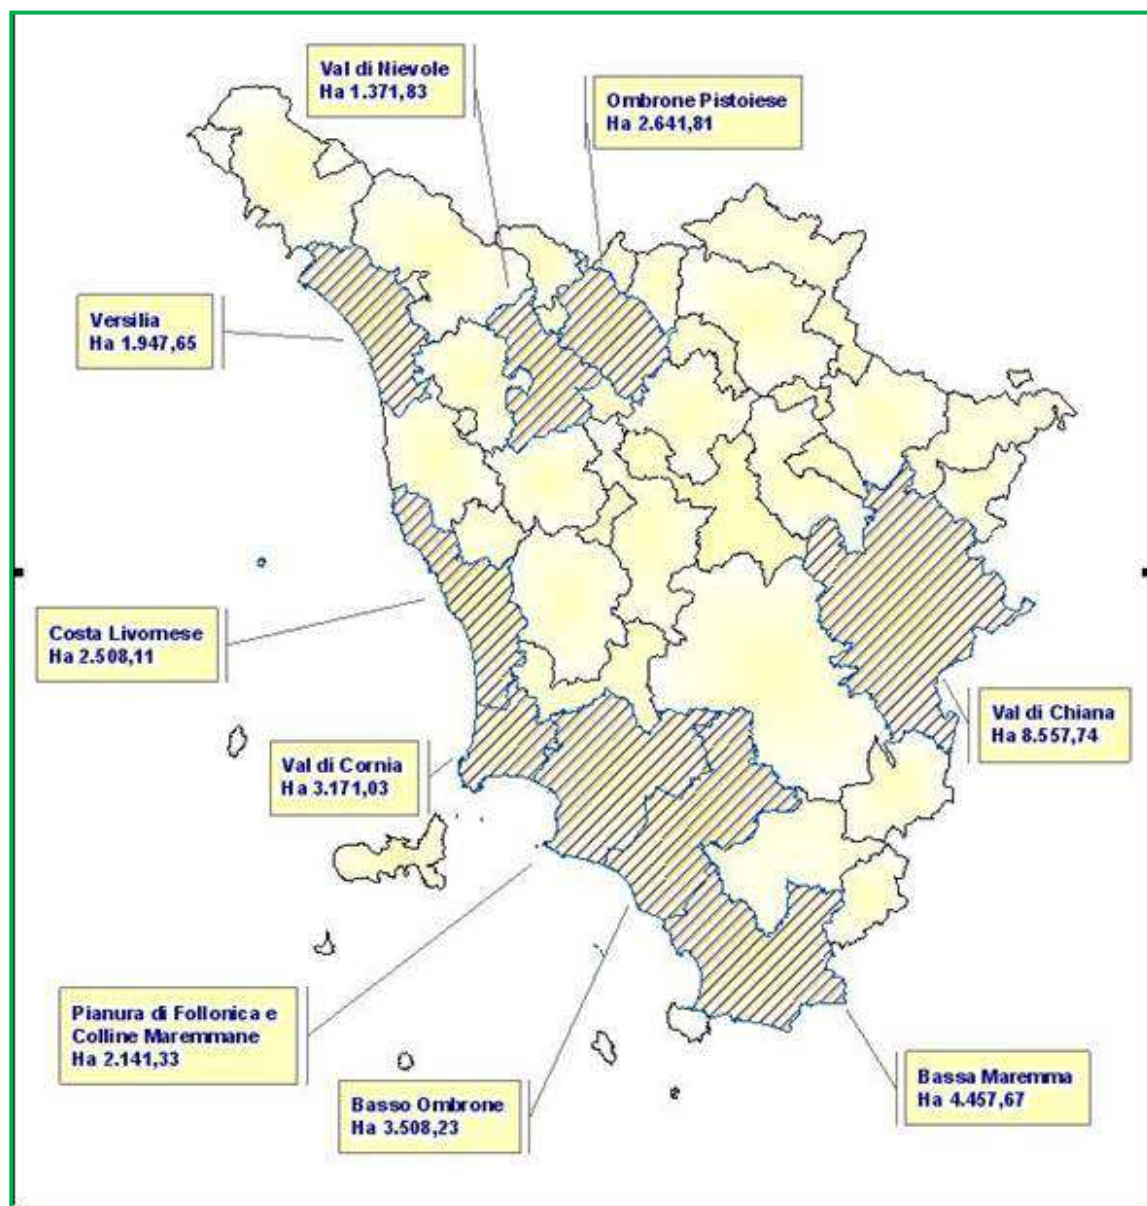 Val di Nievole
Ha 1.371,83
Ombrone Pistoiese
Ha 2.641,81
Versilia
Ha 1.947,65
Costa Livornese
Ha 2.508,11
Val di Chiana
Ha 8.557,74
Val di Cornia
Ha 3.171,03
Pianura di Follonica e
Colline Maremmane
Ha 2.141,33
Bassa Maremma
Ha 4.457,67
Basso Ombrone
Ha 3.508,23